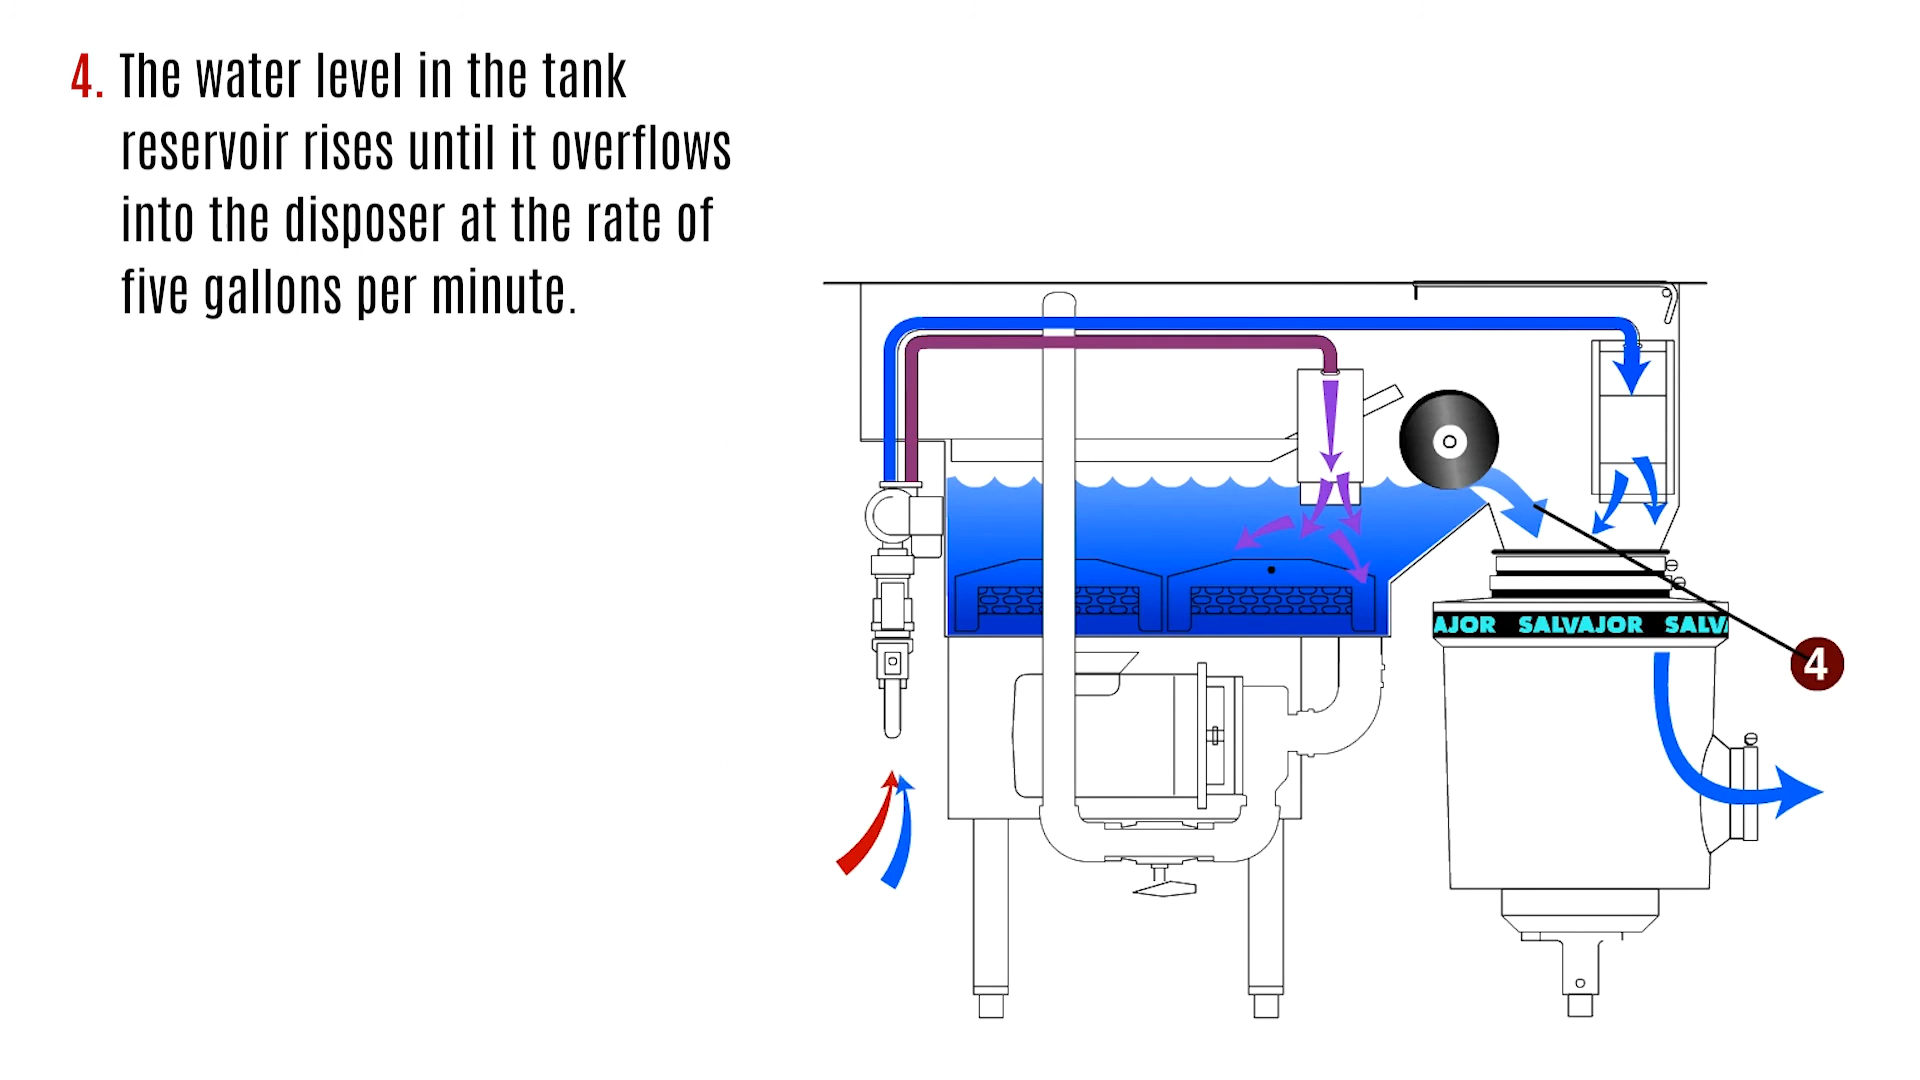 4. The water level in the tank
reservoir rises until it overflows
into the disposer at the rate of
five gallons per minute.
AJOR SALVAJOR SALV
4